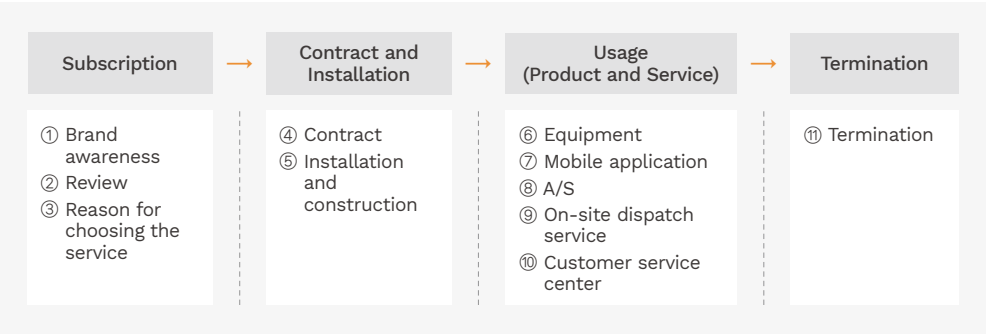 Subscription
→
Contract and
Installation
→
Usage
(Product and Service)
→
Termination
① Brand
awareness
② Review
③ Reason for
choosing the
service
④ Contract
⑤ Installation
and
construction
⑥ Equipment
⑦ Mobile application
⑧ A/S
⑨ On-site dispatch
service
⑩ Customer service
center
⑪ Termination